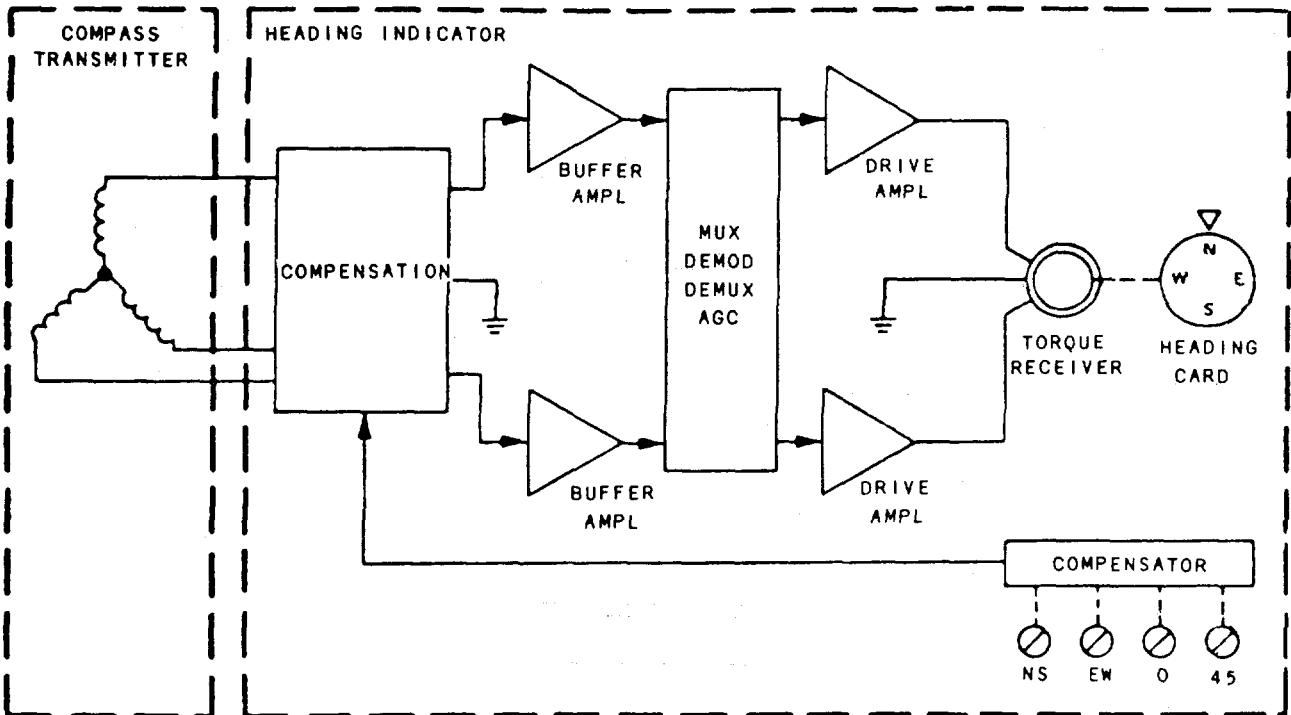 COMPASS
TRANSMITTER
HEADING INDICATOR
BUFFER
AMPL
DRIVE
AMPL
COMPENSATION
MUX
DEMOD
DEMUX
AGC
N
W E
S
TORQUE
RECEIVER
HEADING
CARD
BUFFER
AMPL
DRIVE
AMPL
COMPENSATOR
NS EW 0 45